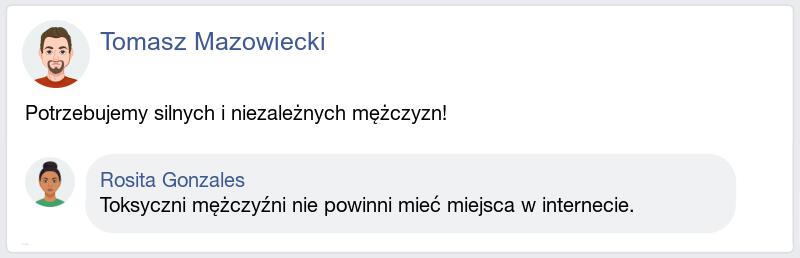 Tomasz Mazowiecki
Potrzebujemy silnych i niezależnych mężczyzn!
Rosita Gonzales
Toksyczni mężczyźni nie powinni mieć miejsca w internecie.